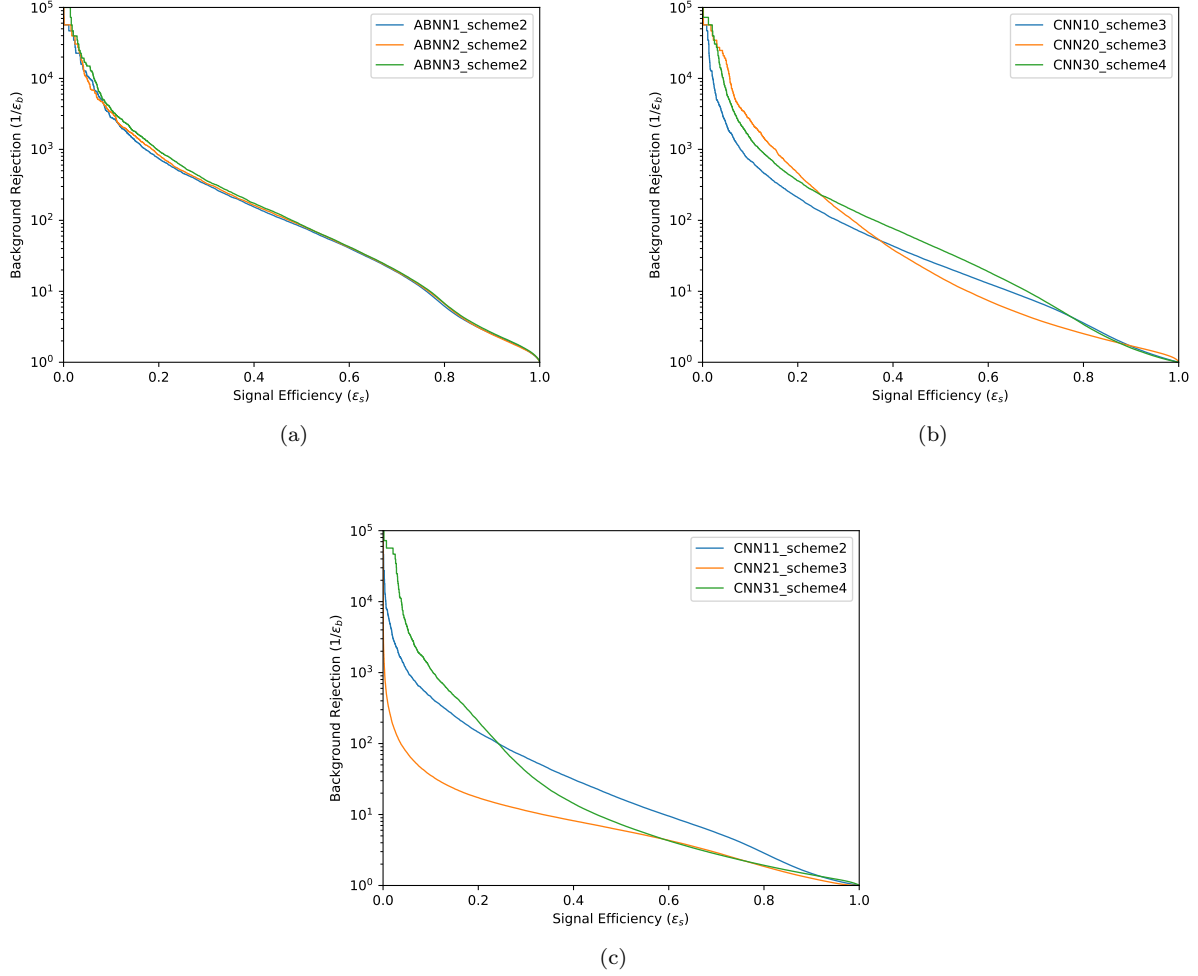 10^5
10^4
10^3
10^2
10^1
10^0
Background Rejection (1/ε_b)
ABNN1_scheme2
ABNN2_scheme2
ABNN3_scheme2
0.0 0.2 0.4 0.6 0.8 1.0
Signal Efficiency (ε_s)
(a)
10^5
10^4
10^3
10^2
10^1
10^0
Background Rejection (1/ε_b)
CNN10_scheme3
CNN20_scheme3
CNN30_scheme4
0.0 0.2 0.4 0.6 0.8 1.0
Signal Efficiency (ε_s)
(b)
10^5
10^4
10^3
10^2
10^1
10^0
Background Rejection (1/ε_b)
CNN11_scheme2
CNN21_scheme3
CNN31_scheme4
0.0 0.2 0.4 0.6 0.8 1.0
Signal Efficiency (ε_s)
(c)